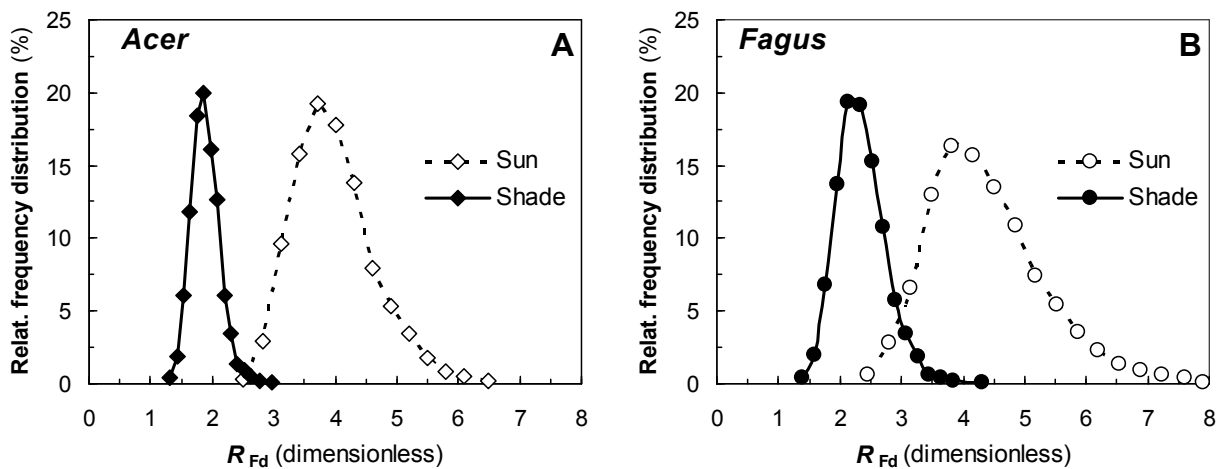 Acer
A
Relat. frequency distribution (%)
25
20
15
10
5
0
Sun
Shade
0 1 2 3 4 5 6 7 8
R Fd (dimensionless)
Fagus
B
Relat. frequency distribution (%)
25
20
15
10
5
0
Sun
Shade
0 1 2 3 4 5 6 7 8
R Fd (dimensionless)